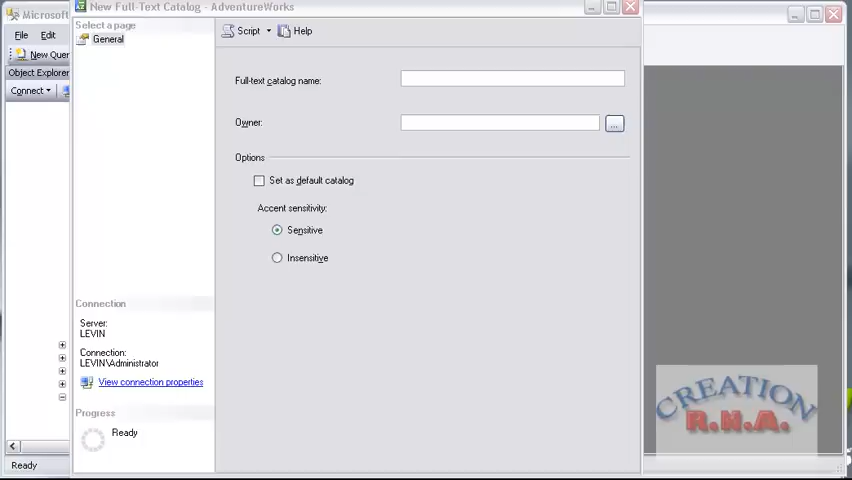 New Full-Text Catalog - AdventureWorks
Microsoft
File Edit
New Quer
Object Explorer
Connect
Select a page
General
Script Help
Full-text catalog name:
Owner:
...
Options
Set as default catalog
Accent sensitivity:
Sensitive
Insensitive
Connection
Server:
LEVIN
Connection:
LEVIN\Administrator
View connection properties
Progress
Ready
Ready
CREATION
R.N.A.